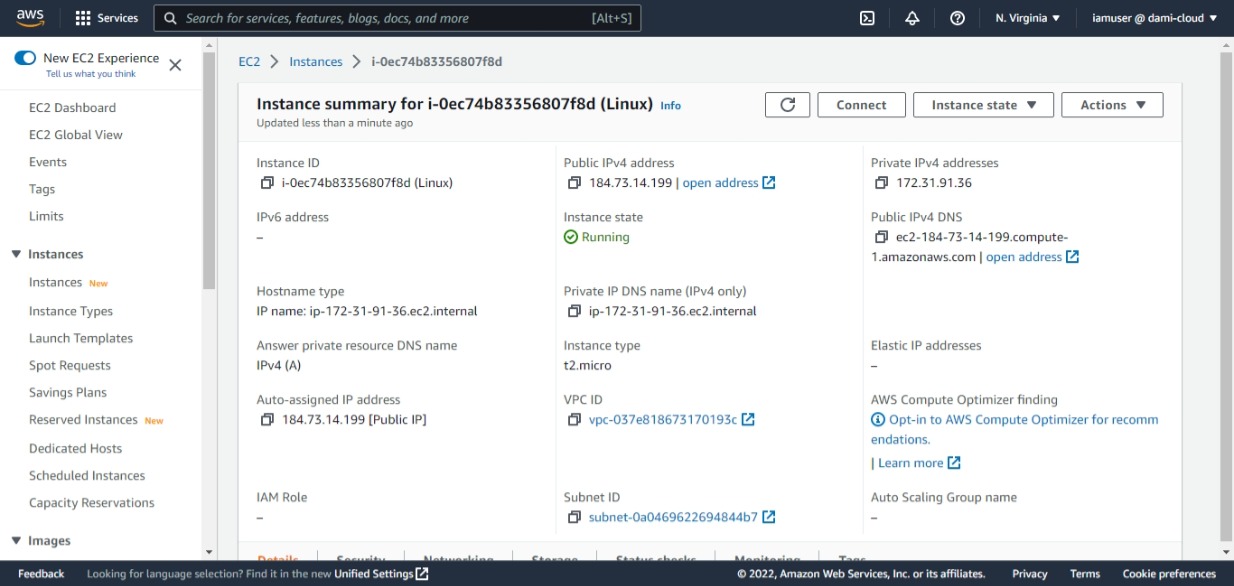 aws Services Search for services, features, blogs, docs, and more [Alt+S] N. Virginia iamuser @ dami-cloud
New EC2 Experience
Tell us what you think
EC2 Dashboard
EC2 Global View
Events
Tags
Limits
Instances
Instances New
Instance Types
Launch Templates
Spot Requests
Savings Plans
Reserved Instances New
Dedicated Hosts
Scheduled Instances
Capacity Reservations
Images
EC2 > Instances > i-0ec74b83356807f8d
Instance summary for i-0ec74b83356807f8d (Linux) Info
Updated less than a minute ago
Connect Instance state Actions
Instance ID
i-0ec74b83356807f8d (Linux)
Public IPv4 address
184.73.14.199 | open address
Private IPv4 addresses
172.31.91.36
IPv6 address
–
Instance state
Running
Public IPv4 DNS
ec2-184-73-14-199.compute-
1.amazonaws.com | open address
Hostname type
IP name: ip-172-31-91-36.ec2.internal
Private IP DNS name (IPv4 only)
ip-172-31-91-36.ec2.internal
Answer private resource DNS name
IPv4 (A)
Instance type
t2.micro
Elastic IP addresses
–
Auto-assigned IP address
184.73.14.199 [Public IP]
VPC ID
vpc-037e818673170193c
AWS Compute Optimizer finding
Opt-in to AWS Compute Optimizer for recomm
endations.
| Learn more
IAM Role
–
Subnet ID
subnet-0a0469622694844b7
Auto Scaling Group name
–
Details Security Networking Storage Status checks Monitoring Tags
Feedback Looking for language selection? Find it in the new Unified Settings © 2022, Amazon Web Services, Inc. or its affiliates. Privacy Terms Cookie preferences